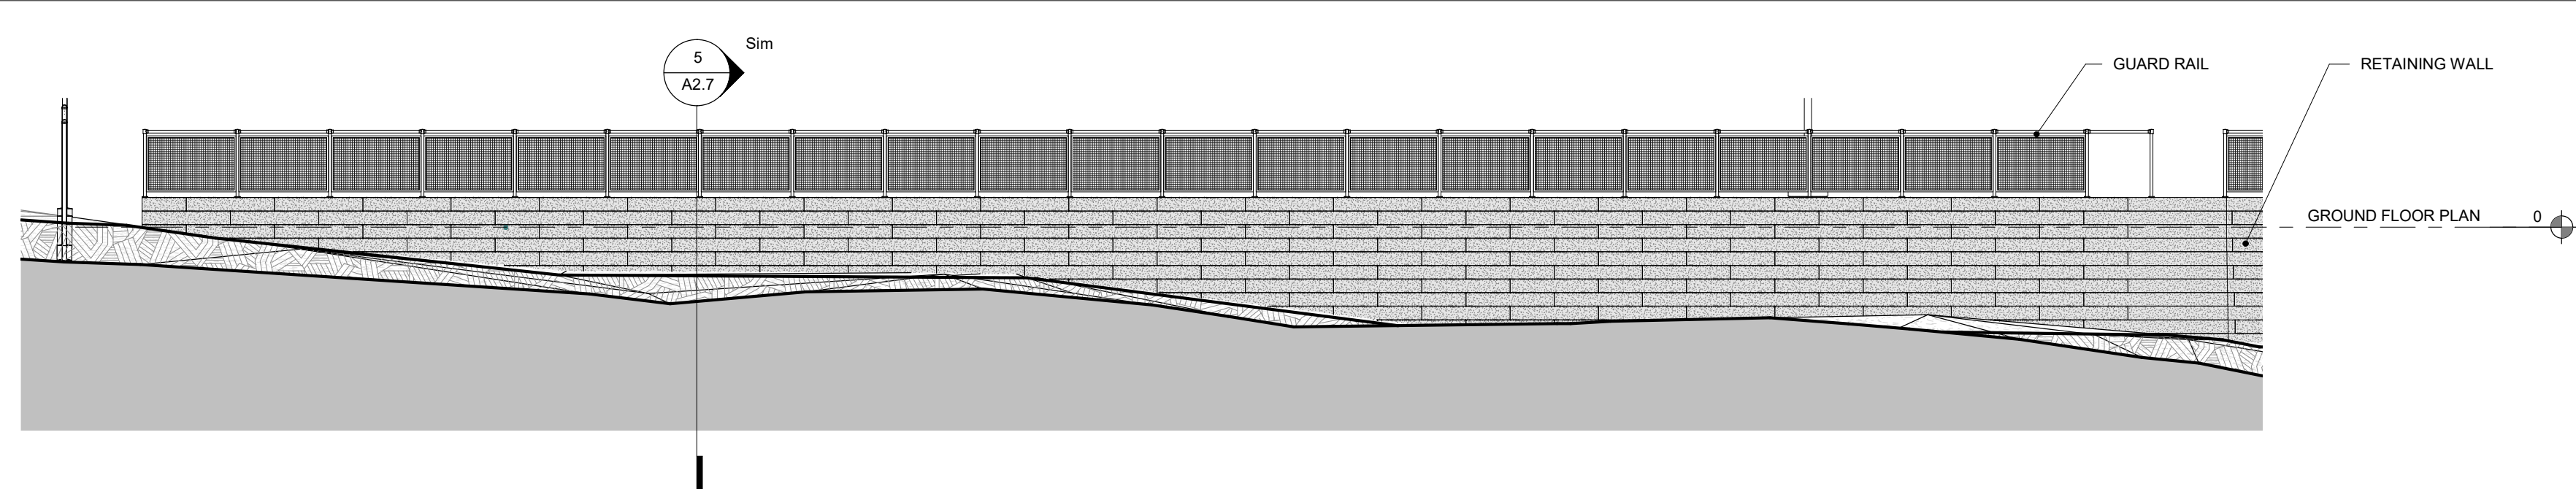 5
A2.7
Sim
GUARD RAIL
RETAINING WALL
GROUND FLOOR PLAN 0